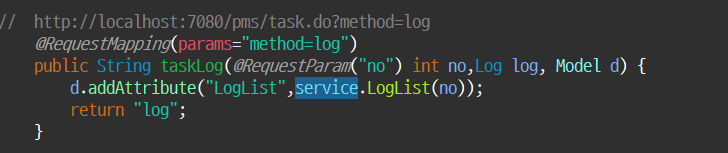 // http://localhost:7080/pms/task.do?method=log
@RequestMapping(params="method=log")
public String taskLog(@RequestParam("no") int no,Log log, Model d) {
d.addAttribute("LogList",service.LogList(no));
return "log";
}